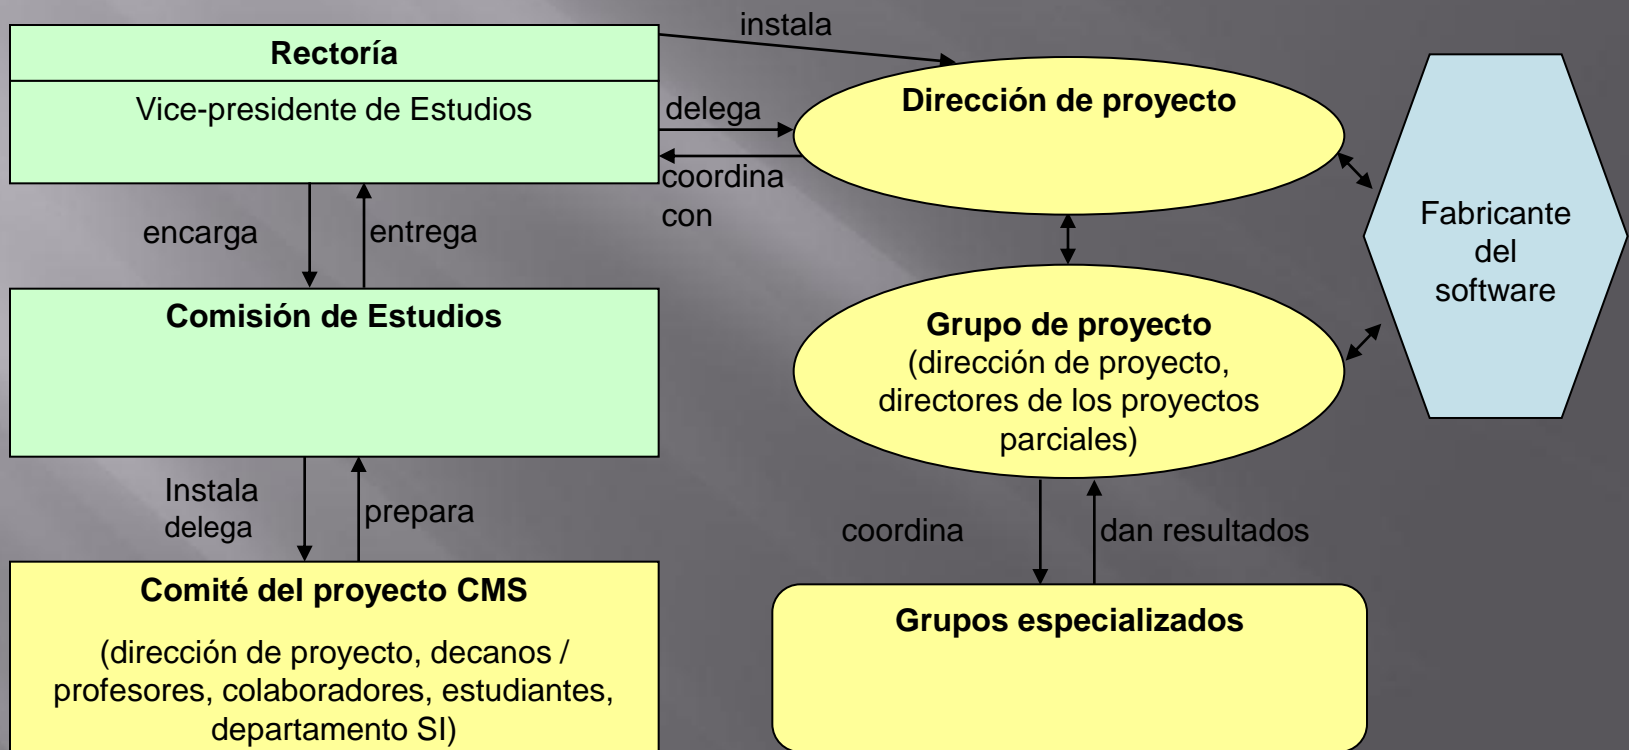 instala
Rectoría
Vice-presidente de Estudios
delega
coordina
con
Dirección de proyecto
Fabricante
del
software
encarga
entrega
Comisión de Estudios
Grupo de proyecto
(dirección de proyecto,
directores de los proyectos
parciales)
Instala
delega
prepara
coordina
dan resultados
Comité del proyecto CMS
(dirección de proyecto, decanos /
profesores, colaboradores, estudiantes,
departamento SI)
Grupos especializados